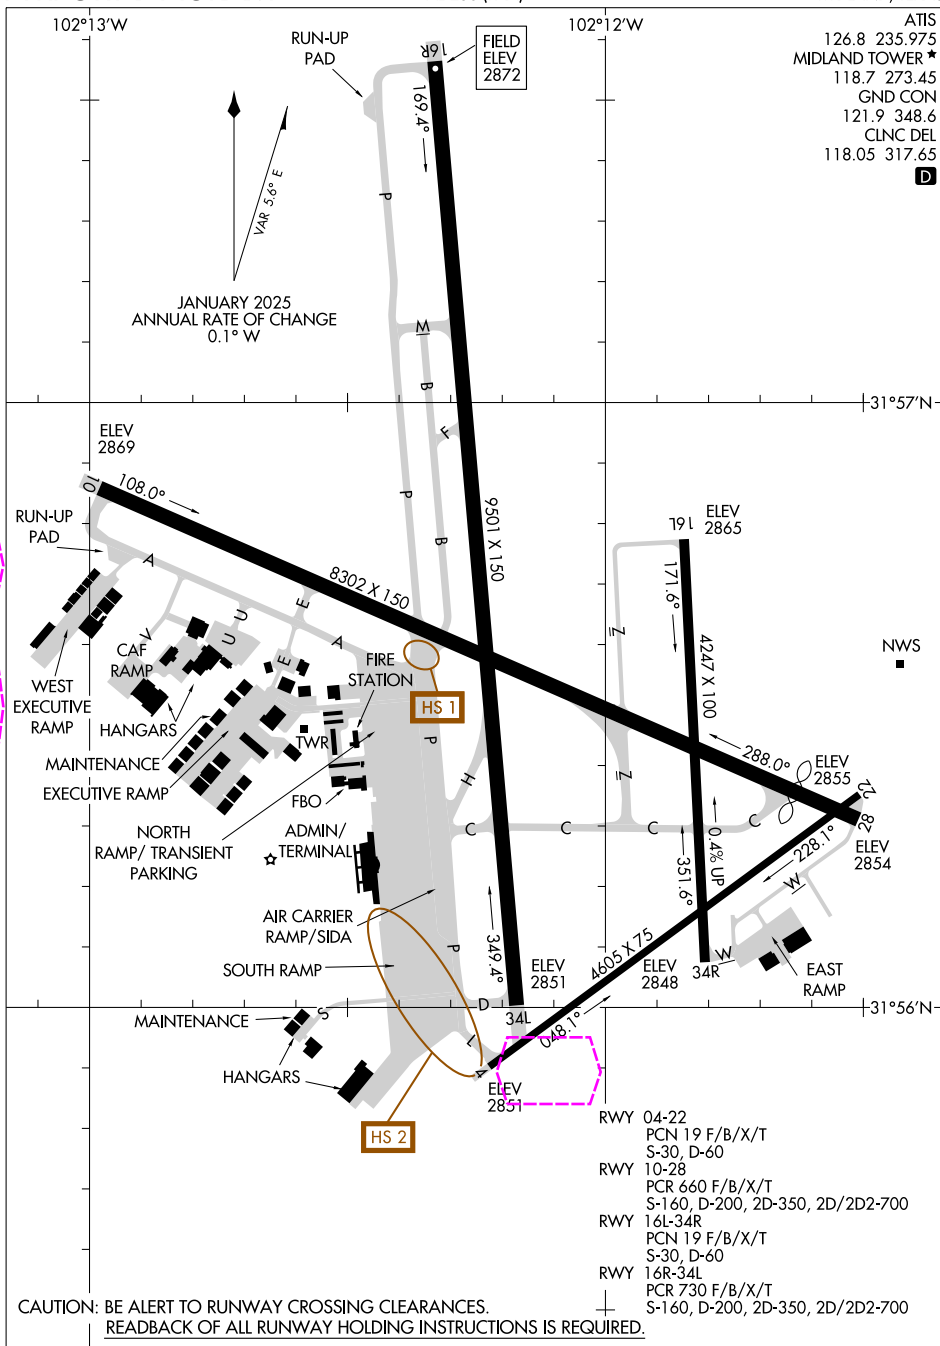 102°13'W
102°12'W
ATIS
126.8 235.975
MIDLAND TOWER ★
118.7 273.45
GND CON
121.9 348.6
CLNC DEL
118.05 317.65
D
RUN-UP
PAD
16R
FIELD
ELEV
2872
169.4°
VAR 5.6° E
P
JANUARY 2025
ANNUAL RATE OF CHANGE
0.1° W
M
B
31°57'N
F
ELEV
2869
10
108.0°
P
9501 X 150
B
RUN-UP
PAD
A
8302 X 150
16L
ELEV
2865
171.6°
4247 X 100
Z
V
U
U
E
E
A
CAF
RAMP
FIRE
STATION
NWS
WEST
EXECUTIVE
RAMP
HANGARS
HS 1
TWR
P
MAINTENANCE
EXECUTIVE RAMP
FBO
H
Z
288.0°
ELEV
2855
22
28
ELEV
2854
NORTH
RAMP/ TRANSIENT
PARKING
ADMIN/
TERMINAL
C
C
C
C
0.4% UP
351.6°
228.1°
W
AIR CARRIER
RAMP/SIDA
P
349.4°
4605 X 75
SOUTH RAMP
ELEV
2851
ELEV
2848
34R
W
EAST
RAMP
D
34L
31°56'N
048.1°
MAINTENANCE
S
L
HANGARS
4
ELEV
2851
HS 2
RWY 04-22
PCN 19 F/B/X/T
S-30, D-60
RWY 10-28
PCR 660 F/B/X/T
S-160, D-200, 2D-350, 2D/2D2-700
RWY 16L-34R
PCN 19 F/B/X/T
S-30, D-60
RWY 16R-34L
PCR 730 F/B/X/T
S-160, D-200, 2D-350, 2D/2D2-700
CAUTION: BE ALERT TO RUNWAY CROSSING CLEARANCES.
READBACK OF ALL RUNWAY HOLDING INSTRUCTIONS IS REQUIRED.